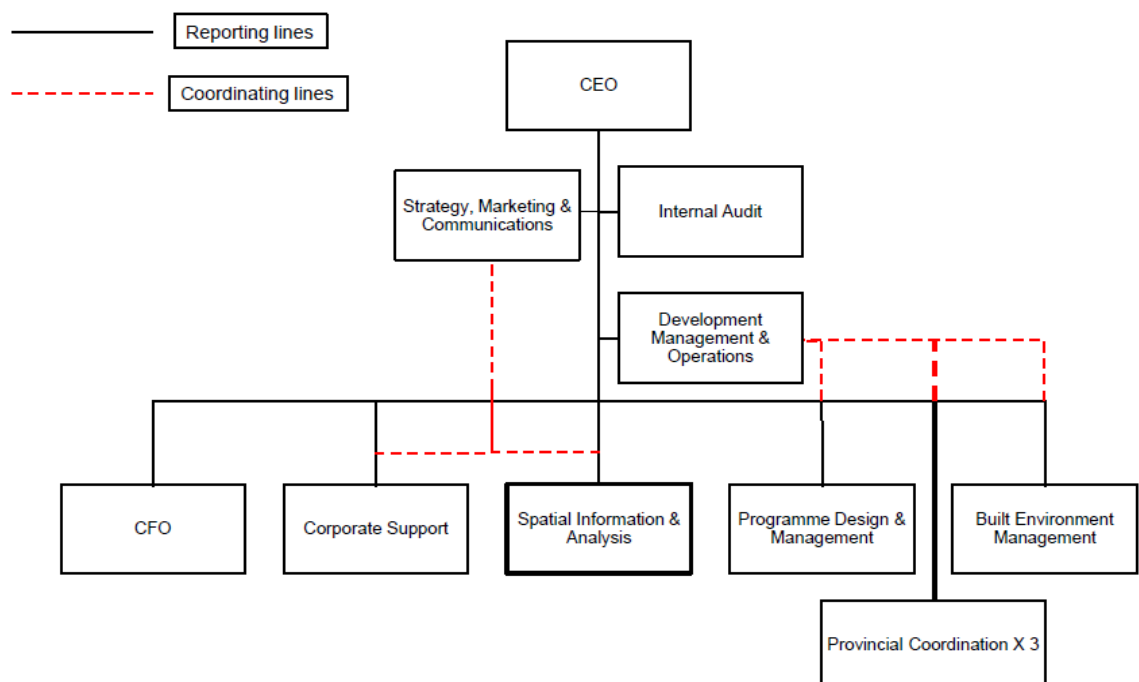 Reporting lines
Coordinating lines
CEO
Strategy, Marketing &
Communications
Internal Audit
Development
Management &
Operations
CFO
Corporate Support
Spatial Information &
Analysis
Programme Design &
Management
Built Environment
Management
Provincial Coordination X 3